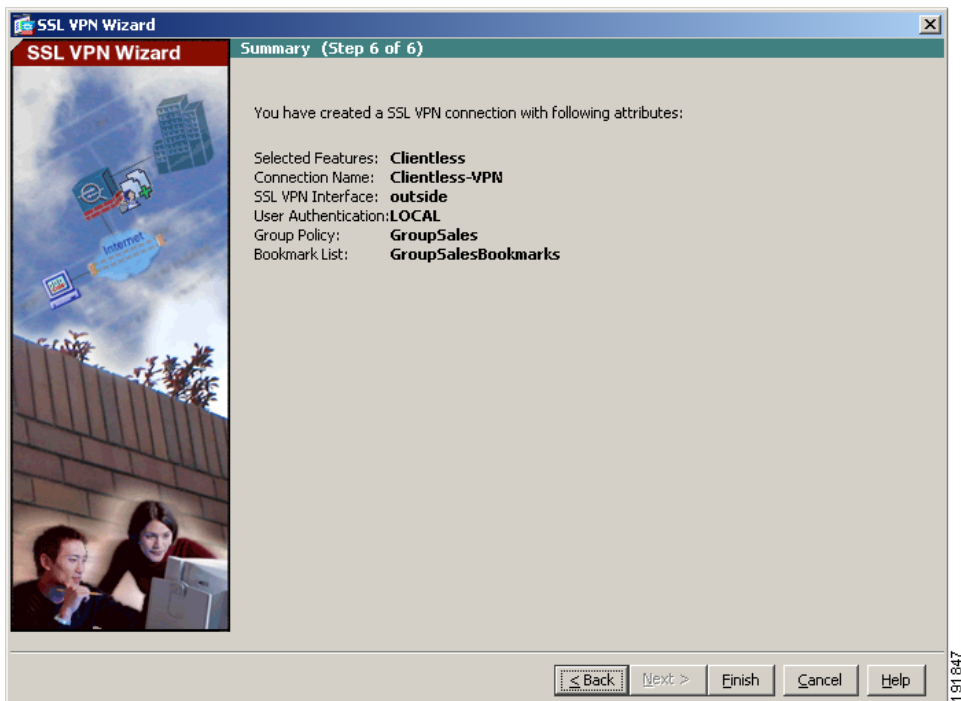 SSL VPN Wizard
SSL VPN Wizard
Summary (Step 6 of 6)
Internet
You have created a SSL VPN connection with following attributes:
Selected Features: Clientless
Connection Name: Clientless-VPN
SSL VPN Interface: outside
User Authentication:LOCAL
Group Policy: GroupSales
Bookmark List: GroupSalesBookmarks
< Back
Next >
Finish
Cancel
Help
191847